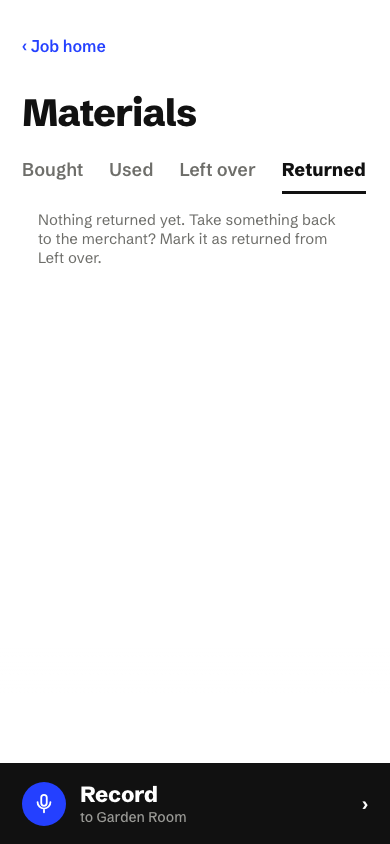 ‹ Job home
Materials
Bought Used Left over Returned
Nothing returned yet. Take something back
to the merchant? Mark it as returned from
Left over.
Record
to Garden Room
›